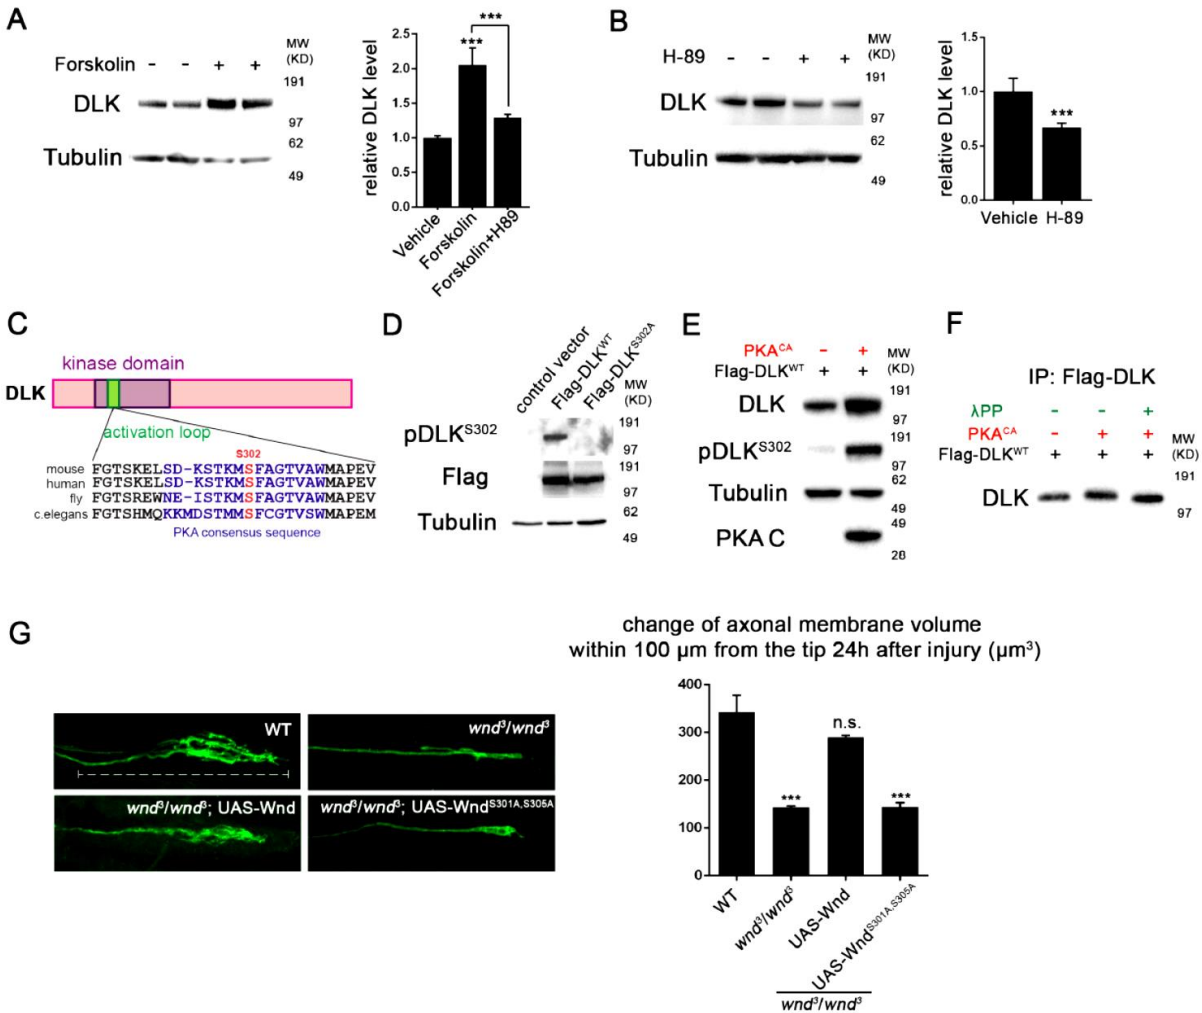 A
Forskolin - - + +
MW
(KD)
DLK
191
97
Tubulin
62
49
relative DLK level
2.5
2.0
1.5
1.0
0.5
0.0
***
***
Vehicle
Forskolin
Forskolin+H89
B
H-89 - - + +
MW
(KD)
DLK
191
97
Tubulin
62
49
relative DLK level
1.5
1.0
0.5
0.0
***
Vehicle H-89
C
kinase domain
DLK
activation loop
S302
mouse FGTSKELSD-KSTKMSFAGTVAWMAPEV
human FGTSKELSD-KSTKMSFAGTVAWMAPEV
fly FGTSREWNE-ISTKMSFAGTVAWMAPEV
c.elegans FGTSHMQKKMDSTMMSFCGTVSWMAPEM
PKA consensus sequence
D
control vector
Flag-DLKWT
Flag-DLKS302A
MW
(KD)
pDLKS302
191
97
Flag
191
97
Tubulin
62
49
E
PKACA - +
Flag-DLKWT + +
MW
(KD)
DLK
191
97
pDLKS302
191
97
Tubulin
62
49
PKA C
49
28
F
IP: Flag-DLK
λPP - - +
PKACA - + +
Flag-DLKWT + + +
MW
(KD)
DLK
191
97
G
WT
wnd3/wnd3
wnd3/wnd3; UAS-Wnd
wnd3/wnd3; UAS-WndS301A,S305A
change of axonal membrane volume
within 100 µm from the tip 24h after injury (µm3)
400
300
200
100
0
***
n.s.
***
WT
wnd3/wnd3
UAS-Wnd
UAS-WndS301A,S305A
wnd3/wnd3